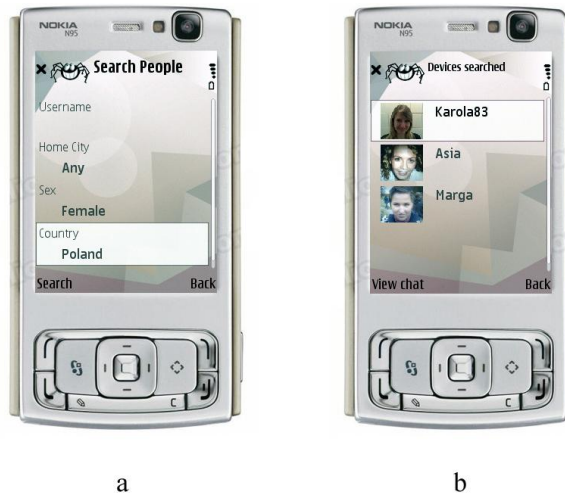 NOKIA
N95
Search People
Username
Home City
Any
Sex
Female
Country
Poland
Search Back
C
a
NOKIA
N95
Devices searched
Karola83
Asia
Marga
View chat Back
C
b